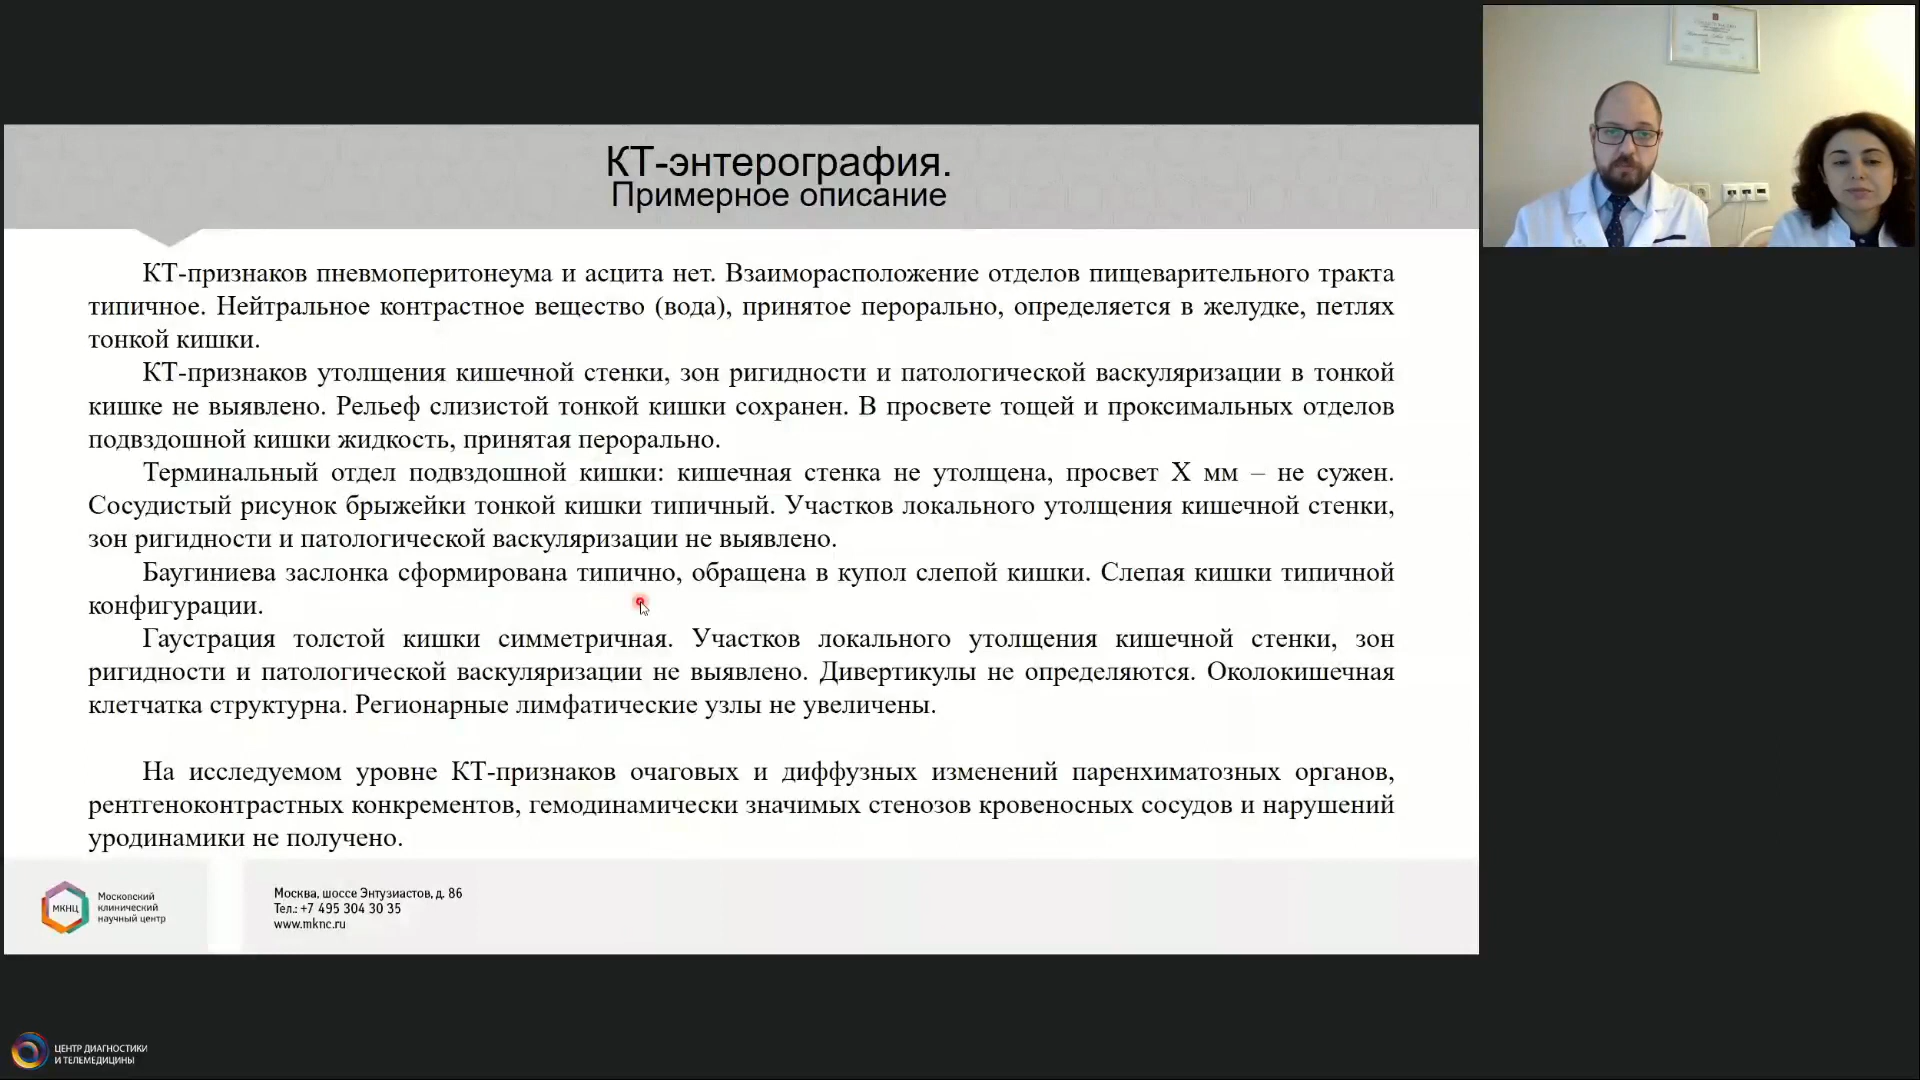 КТ-энтерография.
Примерное описание
КТ-признаков пневмоперитонеума и асцита нет. Взаиморасположение отделов пищеварительного тракта
типичное. Нейтральное контрастное вещество (вода), принятое перорально, определяется в желудке, петлях
тонкой кишки.
КТ-признаков утолщения кишечной стенки, зон ригидности и патологической васкуляризации в тонкой
кишке не выявлено. Рельеф слизистой тонкой кишки сохранен. В просвете тощей и проксимальных отделов
подвздошной кишки жидкость, принятая перорально.
Терминальный отдел подвздошной кишки: кишечная стенка не утолщена, просвет X мм – не сужен.
Сосудистый рисунок брыжейки тонкой кишки типичный. Участков локального утолщения кишечной стенки,
зон ригидности и патологической васкуляризации не выявлено.
Баугиниева заслонка сформирована типично, обращена в купол слепой кишки. Слепая кишки типичной
конфигурации.
Гаустрация толстой кишки симметричная. Участков локального утолщения кишечной стенки, зон
ригидности и патологической васкуляризации не выявлено. Дивертикулы не определяются. Околокишечная
клетчатка структурна. Регионарные лимфатические узлы не увеличены.
На исследуемом уровне КТ-признаков очаговых и диффузных изменений паренхиматозных органов,
рентгеноконтрастных конкрементов, гемодинамически значимых стенозов кровеносных сосудов и нарушений
уродинамики не получено.
МКНЦ
Московский
клинический
научный центр
Москва, шоссе Энтузиастов, д. 86
Тел.: +7 495 304 30 35
www.mknc.ru
ЦЕНТР ДИАГНОСТИКИ
И ТЕЛЕМЕДИЦИНЫ